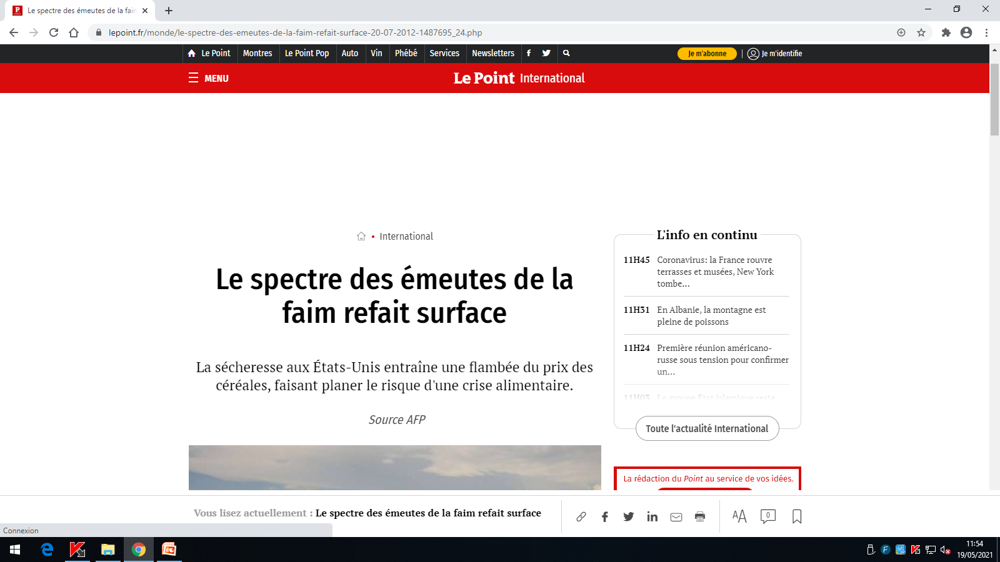 Le spectre des émeutes de la fain
lepoint.fr/monde/le-spectre-des-emeutes-de-la-faim-refait-surface-20-07-2012-1487695_24.php
Le Point Montres Le Point Pop Auto Vin Phébé Services Newsletters Je m'abonne Je m'identifie
MENU Le Point International
International
Le spectre des émeutes de la
faim refait surface
La sécheresse aux États-Unis entraîne une flambée du prix des
céréales, faisant planer le risque d'une crise alimentaire.
Source AFP
L'info en continu
11H45 Coronavirus: la France rouvre
terrasses et musées, New York
tombe...
11H31 En Albanie, la montagne est
pleine de poissons
11H24 Première réunion américano-
russe sous tension pour confirmer
un...
11H03 Le groupe Etat islamique reste
Toute l'actualité International
La rédaction du Point au service de vos idées.
Vous lisez actuellement : Le spectre des émeutes de la faim refait surface
0
Connexion
11:54
19/05/2021